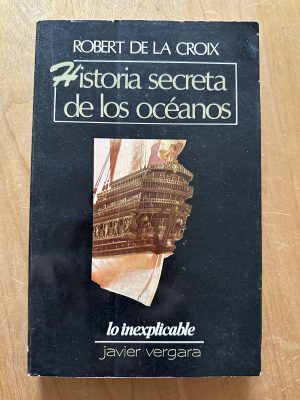 ROBERT DE LA CROIX
Historia secreta
de los océanos
lo inexplicable
javier vergara